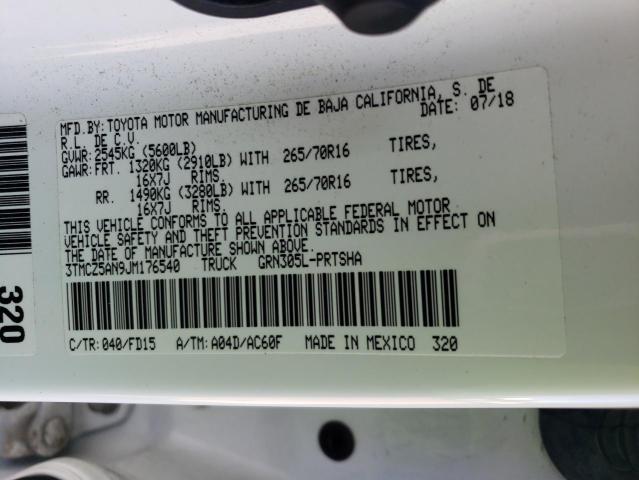 MFD.BY: TOYOTA MOTOR MANUFACTURING DE BAJA CALIFORNIA, S. DE
R.L. DE C.V. DATE: 07/18
GVWR: 2545KG (5600LB)
GAWR: FRT. 1320KG (2910LB) WITH 265/70R16 TIRES,
16X7J RIMS.
RR. 1490KG (3280LB) WITH 265/70R16 TIRES,
16X7J RIMS.
THIS VEHICLE CONFORMS TO ALL APPLICABLE FEDERAL MOTOR
VEHICLE SAFETY AND THEFT PREVENTION STANDARDS IN EFFECT ON
THE DATE OF MANUFACTURE SHOWN ABOVE.
3TMCZ5AN9JM176540 TRUCK GRN305L-PRTSHA
C/TR: 040/FD15 A/TM: A04D/AC60F MADE IN MEXICO 320
320